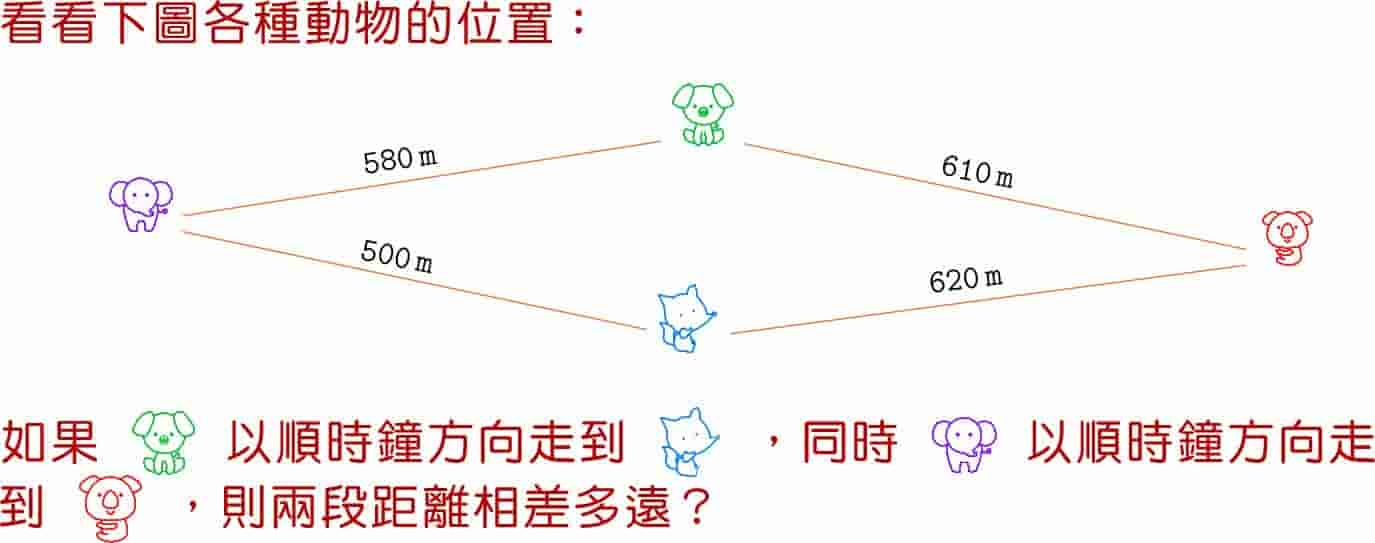 看看下圖各種動物的位置：
580 m
610 m
500 m
620 m
如果 以順時鐘方向走到 ，同時 以順時鐘方向走
到 ，則兩段距離相差多遠？